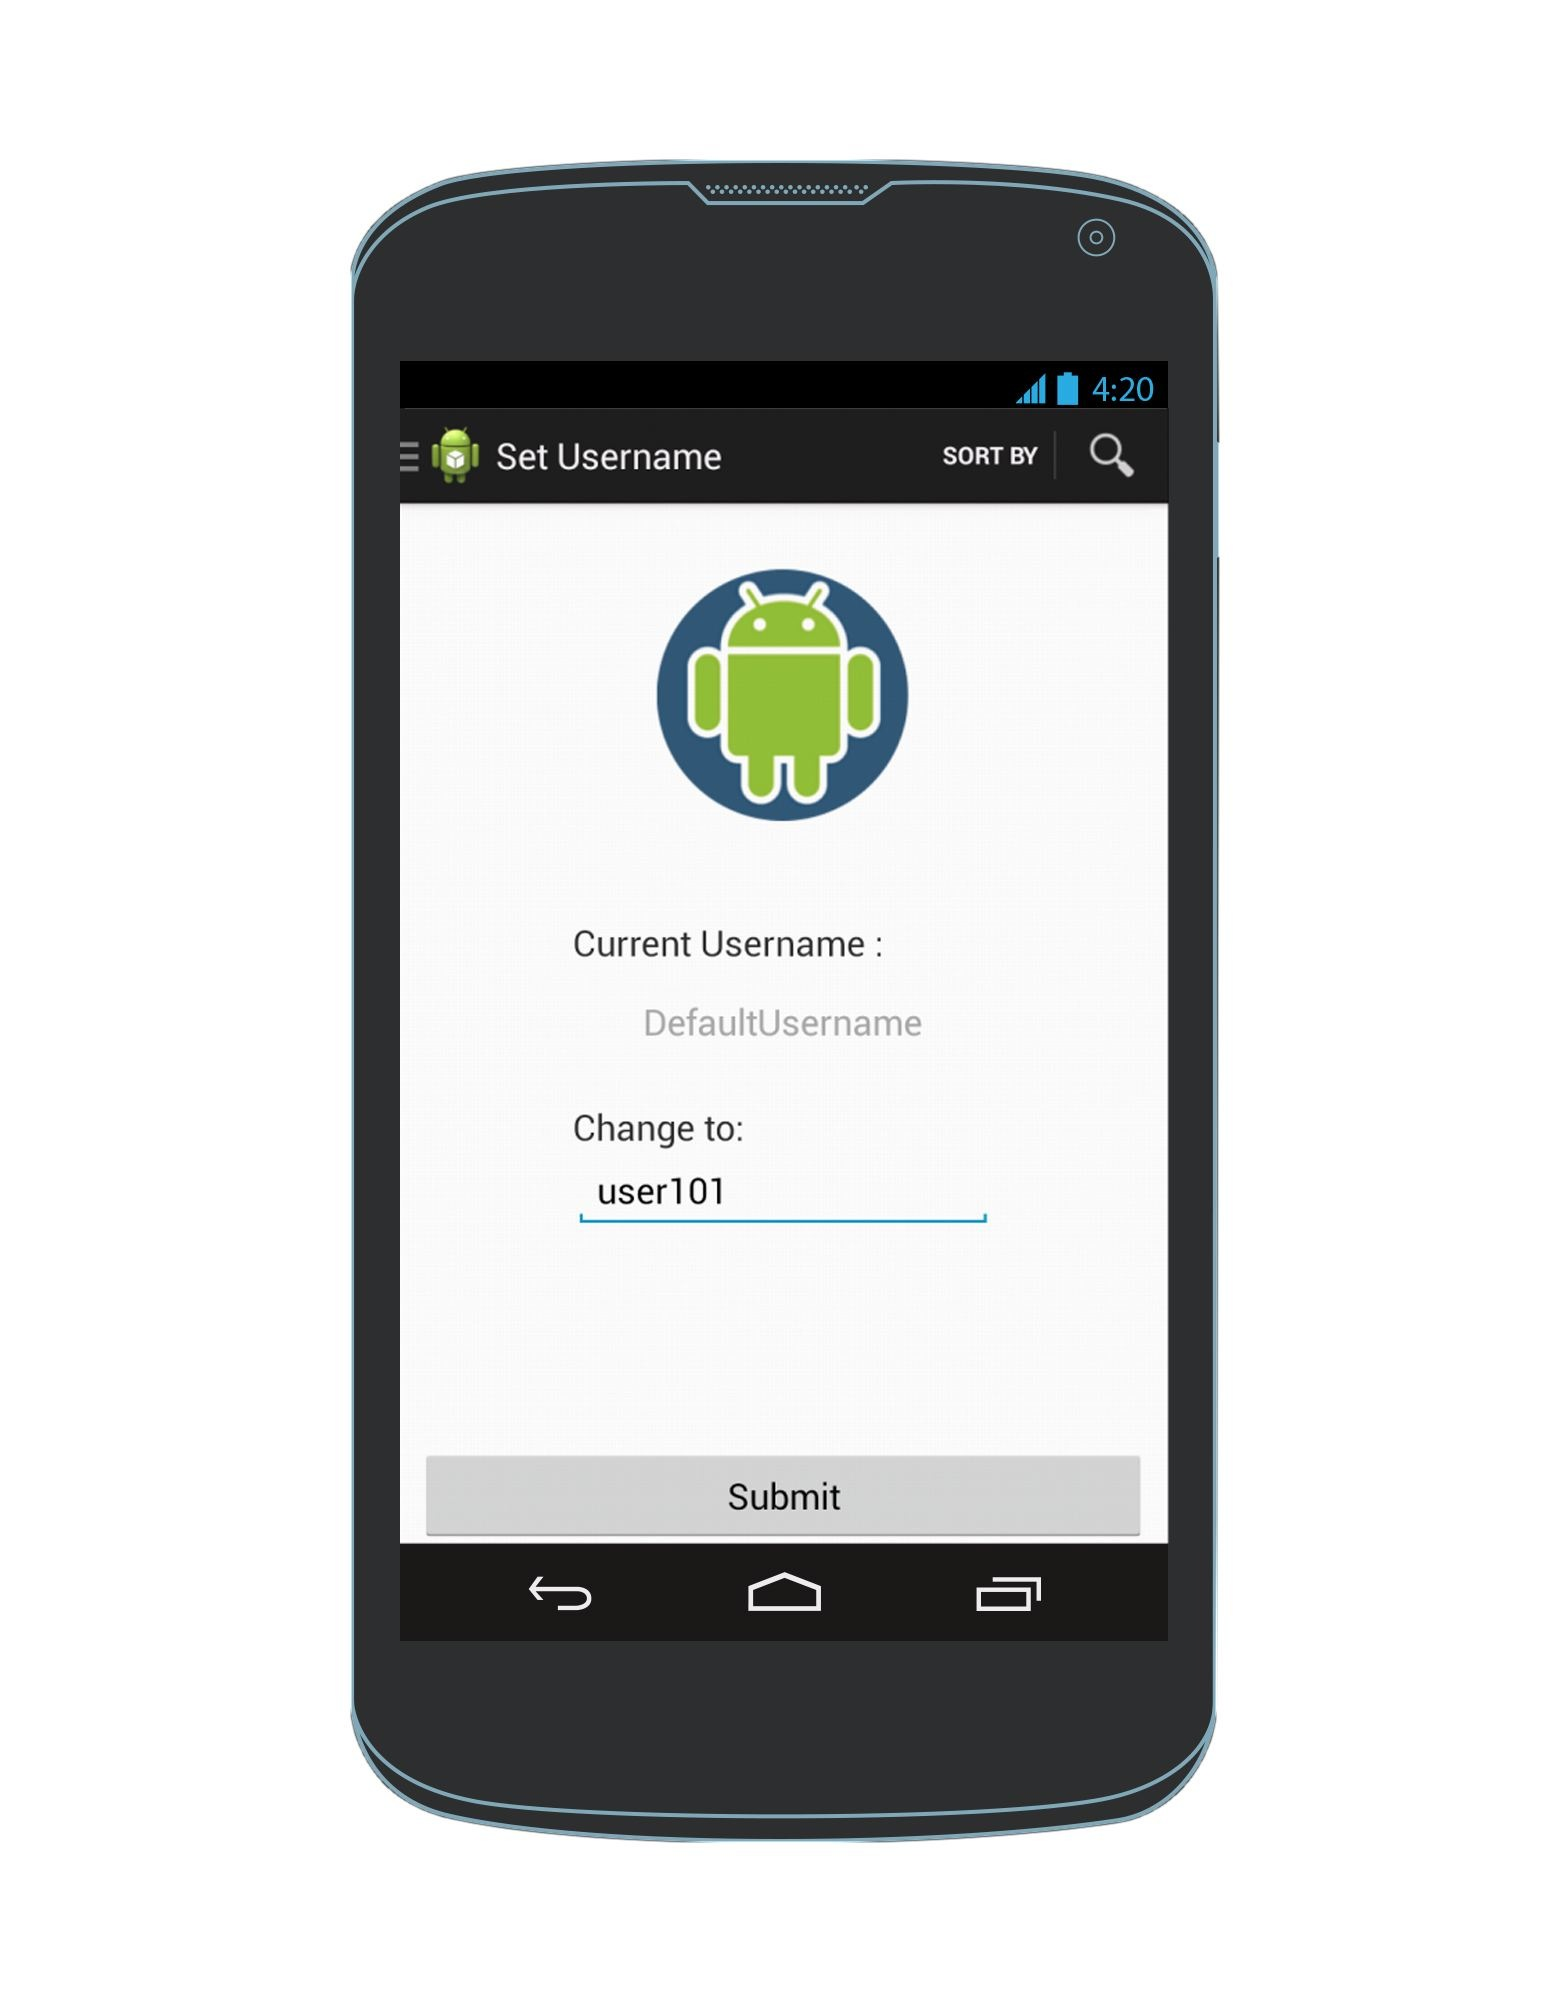 4:20
Set Username SORT BY
Current Username :
DefaultUsername
Change to:
user101
Submit